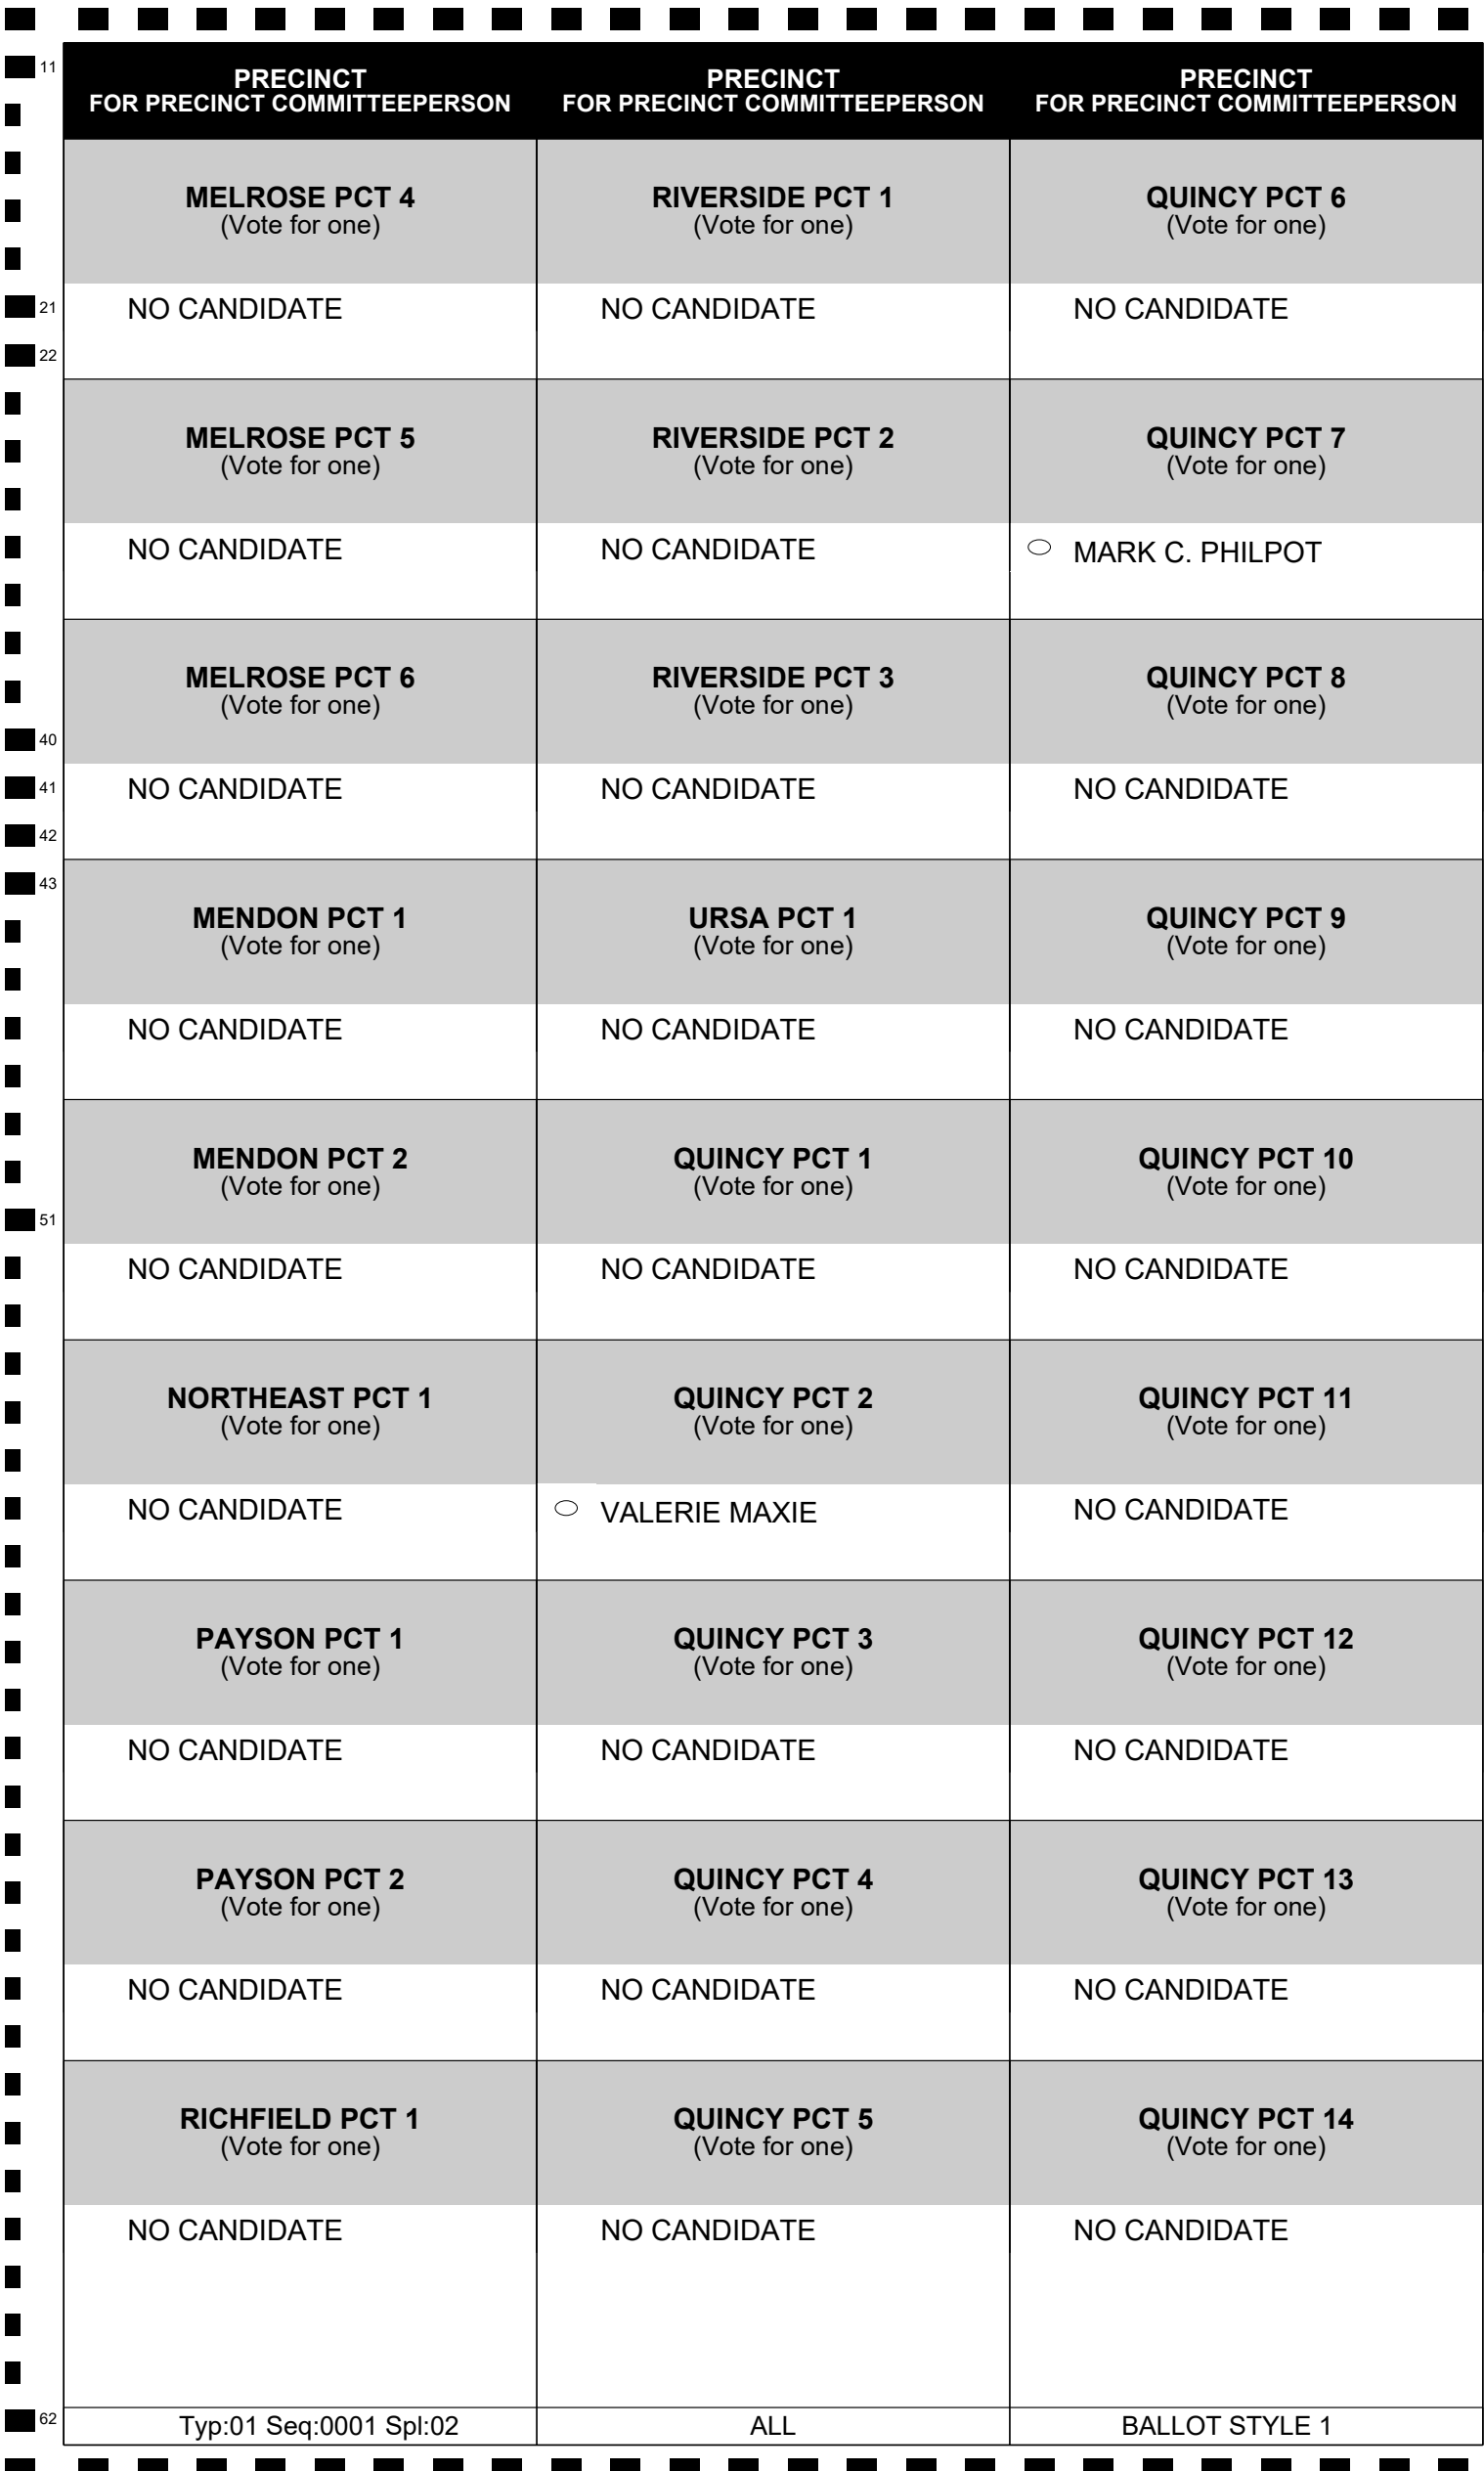 11
21
22
40
41
42
43
51
62
PRECINCT
FOR PRECINCT COMMITTEEPERSON
MELROSE PCT 4
(Vote for one)
NO CANDIDATE
MELROSE PCT 5
(Vote for one)
NO CANDIDATE
MELROSE PCT 6
(Vote for one)
NO CANDIDATE
MENDON PCT 1
(Vote for one)
NO CANDIDATE
MENDON PCT 2
(Vote for one)
NO CANDIDATE
NORTHEAST PCT 1
(Vote for one)
NO CANDIDATE
PAYSON PCT 1
(Vote for one)
NO CANDIDATE
PAYSON PCT 2
(Vote for one)
NO CANDIDATE
RICHFIELD PCT 1
(Vote for one)
NO CANDIDATE
PRECINCT
FOR PRECINCT COMMITTEEPERSON
RIVERSIDE PCT 1
(Vote for one)
NO CANDIDATE
RIVERSIDE PCT 2
(Vote for one)
NO CANDIDATE
RIVERSIDE PCT 3
(Vote for one)
NO CANDIDATE
URSA PCT 1
(Vote for one)
NO CANDIDATE
QUINCY PCT 1
(Vote for one)
NO CANDIDATE
QUINCY PCT 2
(Vote for one)
VALERIE MAXIE
QUINCY PCT 3
(Vote for one)
NO CANDIDATE
QUINCY PCT 4
(Vote for one)
NO CANDIDATE
QUINCY PCT 5
(Vote for one)
NO CANDIDATE
PRECINCT
FOR PRECINCT COMMITTEEPERSON
QUINCY PCT 6
(Vote for one)
NO CANDIDATE
QUINCY PCT 7
(Vote for one)
MARK C. PHILPOT
QUINCY PCT 8
(Vote for one)
NO CANDIDATE
QUINCY PCT 9
(Vote for one)
NO CANDIDATE
QUINCY PCT 10
(Vote for one)
NO CANDIDATE
QUINCY PCT 11
(Vote for one)
NO CANDIDATE
QUINCY PCT 12
(Vote for one)
NO CANDIDATE
QUINCY PCT 13
(Vote for one)
NO CANDIDATE
QUINCY PCT 14
(Vote for one)
NO CANDIDATE
Typ:01 Seq:0001 Spl:02
ALL
BALLOT STYLE 1